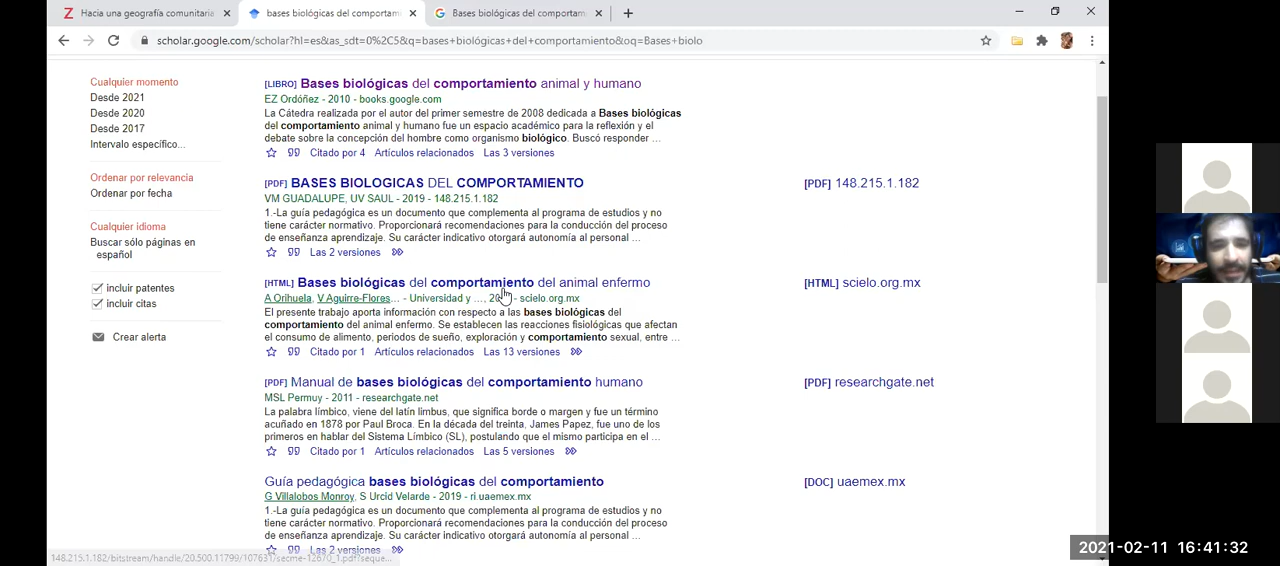 Hacia una geografía comunitaria
bases biológicas del comportami
Bases biológicas del comportam
scholar.google.com/scholar?hl=es&as_sdt=0%2C5&q=bases+biológicas+del+comportamiento&oq=Bases+biolo
Cualquier momento
Desde 2021
Desde 2020
Desde 2017
Intervalo específico...
Ordenar por relevancia
Ordenar por fecha
Cualquier idioma
Buscar sólo páginas en
español
incluir patentes
incluir citas
Crear alerta
[LIBRO] Bases biológicas del comportamiento animal y humano
EZ Ordóñez - 2010 - books.google.com
La Cátedra realizada por el autor del primer semestre de 2008 dedicada a Bases biológicas
del comportamiento animal y humano fue un espacio académico para la reflexión y el
debate sobre la concepción del hombre como organismo biológico. Buscó responder ...
Citado por 4 Artículos relacionados Las 3 versiones
[PDF] BASES BIOLOGICAS DEL COMPORTAMIENTO
VM GUADALUPE, UV SAUL - 2019 - 148.215.1.182
1.-La guía pedagógica es un documento que complementa al programa de estudios y no
tiene carácter normativo. Proporcionará recomendaciones para la conducción del proceso
de enseñanza aprendizaje. Su carácter indicativo otorgará autonomía al personal ...
Las 2 versiones
[PDF] 148.215.1.182
[HTML] Bases biológicas del comportamiento del animal enfermo
A Orihuela, V Aguirre-Flores... - Universidad y ..., 20 - scielo.org.mx
El presente trabajo aporta información con respecto a las bases biológicas del
comportamiento del animal enfermo. Se establecen las reacciones fisiológicas que afectan
el consumo de alimento, periodos de sueño, exploración y comportamiento sexual, entre ...
Citado por 1 Artículos relacionados Las 13 versiones
[HTML] scielo.org.mx
[PDF] Manual de bases biológicas del comportamiento humano
MSL Permuy - 2011 - researchgate.net
La palabra límbico, viene del latín limbus, que significa borde o margen y fue un término
acuñado en 1878 por Paul Broca. En la década del treinta, James Papez, fue uno de los
primeros en hablar del Sistema Límbico (SL), postulando que el mismo participa en el ...
Citado por 1 Artículos relacionados Las 5 versiones
[PDF] researchgate.net
Guía pedagógica bases biológicas del comportamiento
G Villalobos Monroy, S Urcid Velarde - 2019 - ri.uaemex.mx
1.-La guía pedagógica es un documento que complementa al programa de estudios y no
tiene carácter normativo. Proporcionará recomendaciones para la conducción del proceso
de enseñanza aprendizaje. Su carácter indicativo otorgará autonomía al personal ...
Las 2 versiones
[DOC] uaemex.mx
148.215.1.182/bitstream/handle/20.500.11799/107631/secme-12670_1.pdf?seque...
2021-02-11 16:41:32